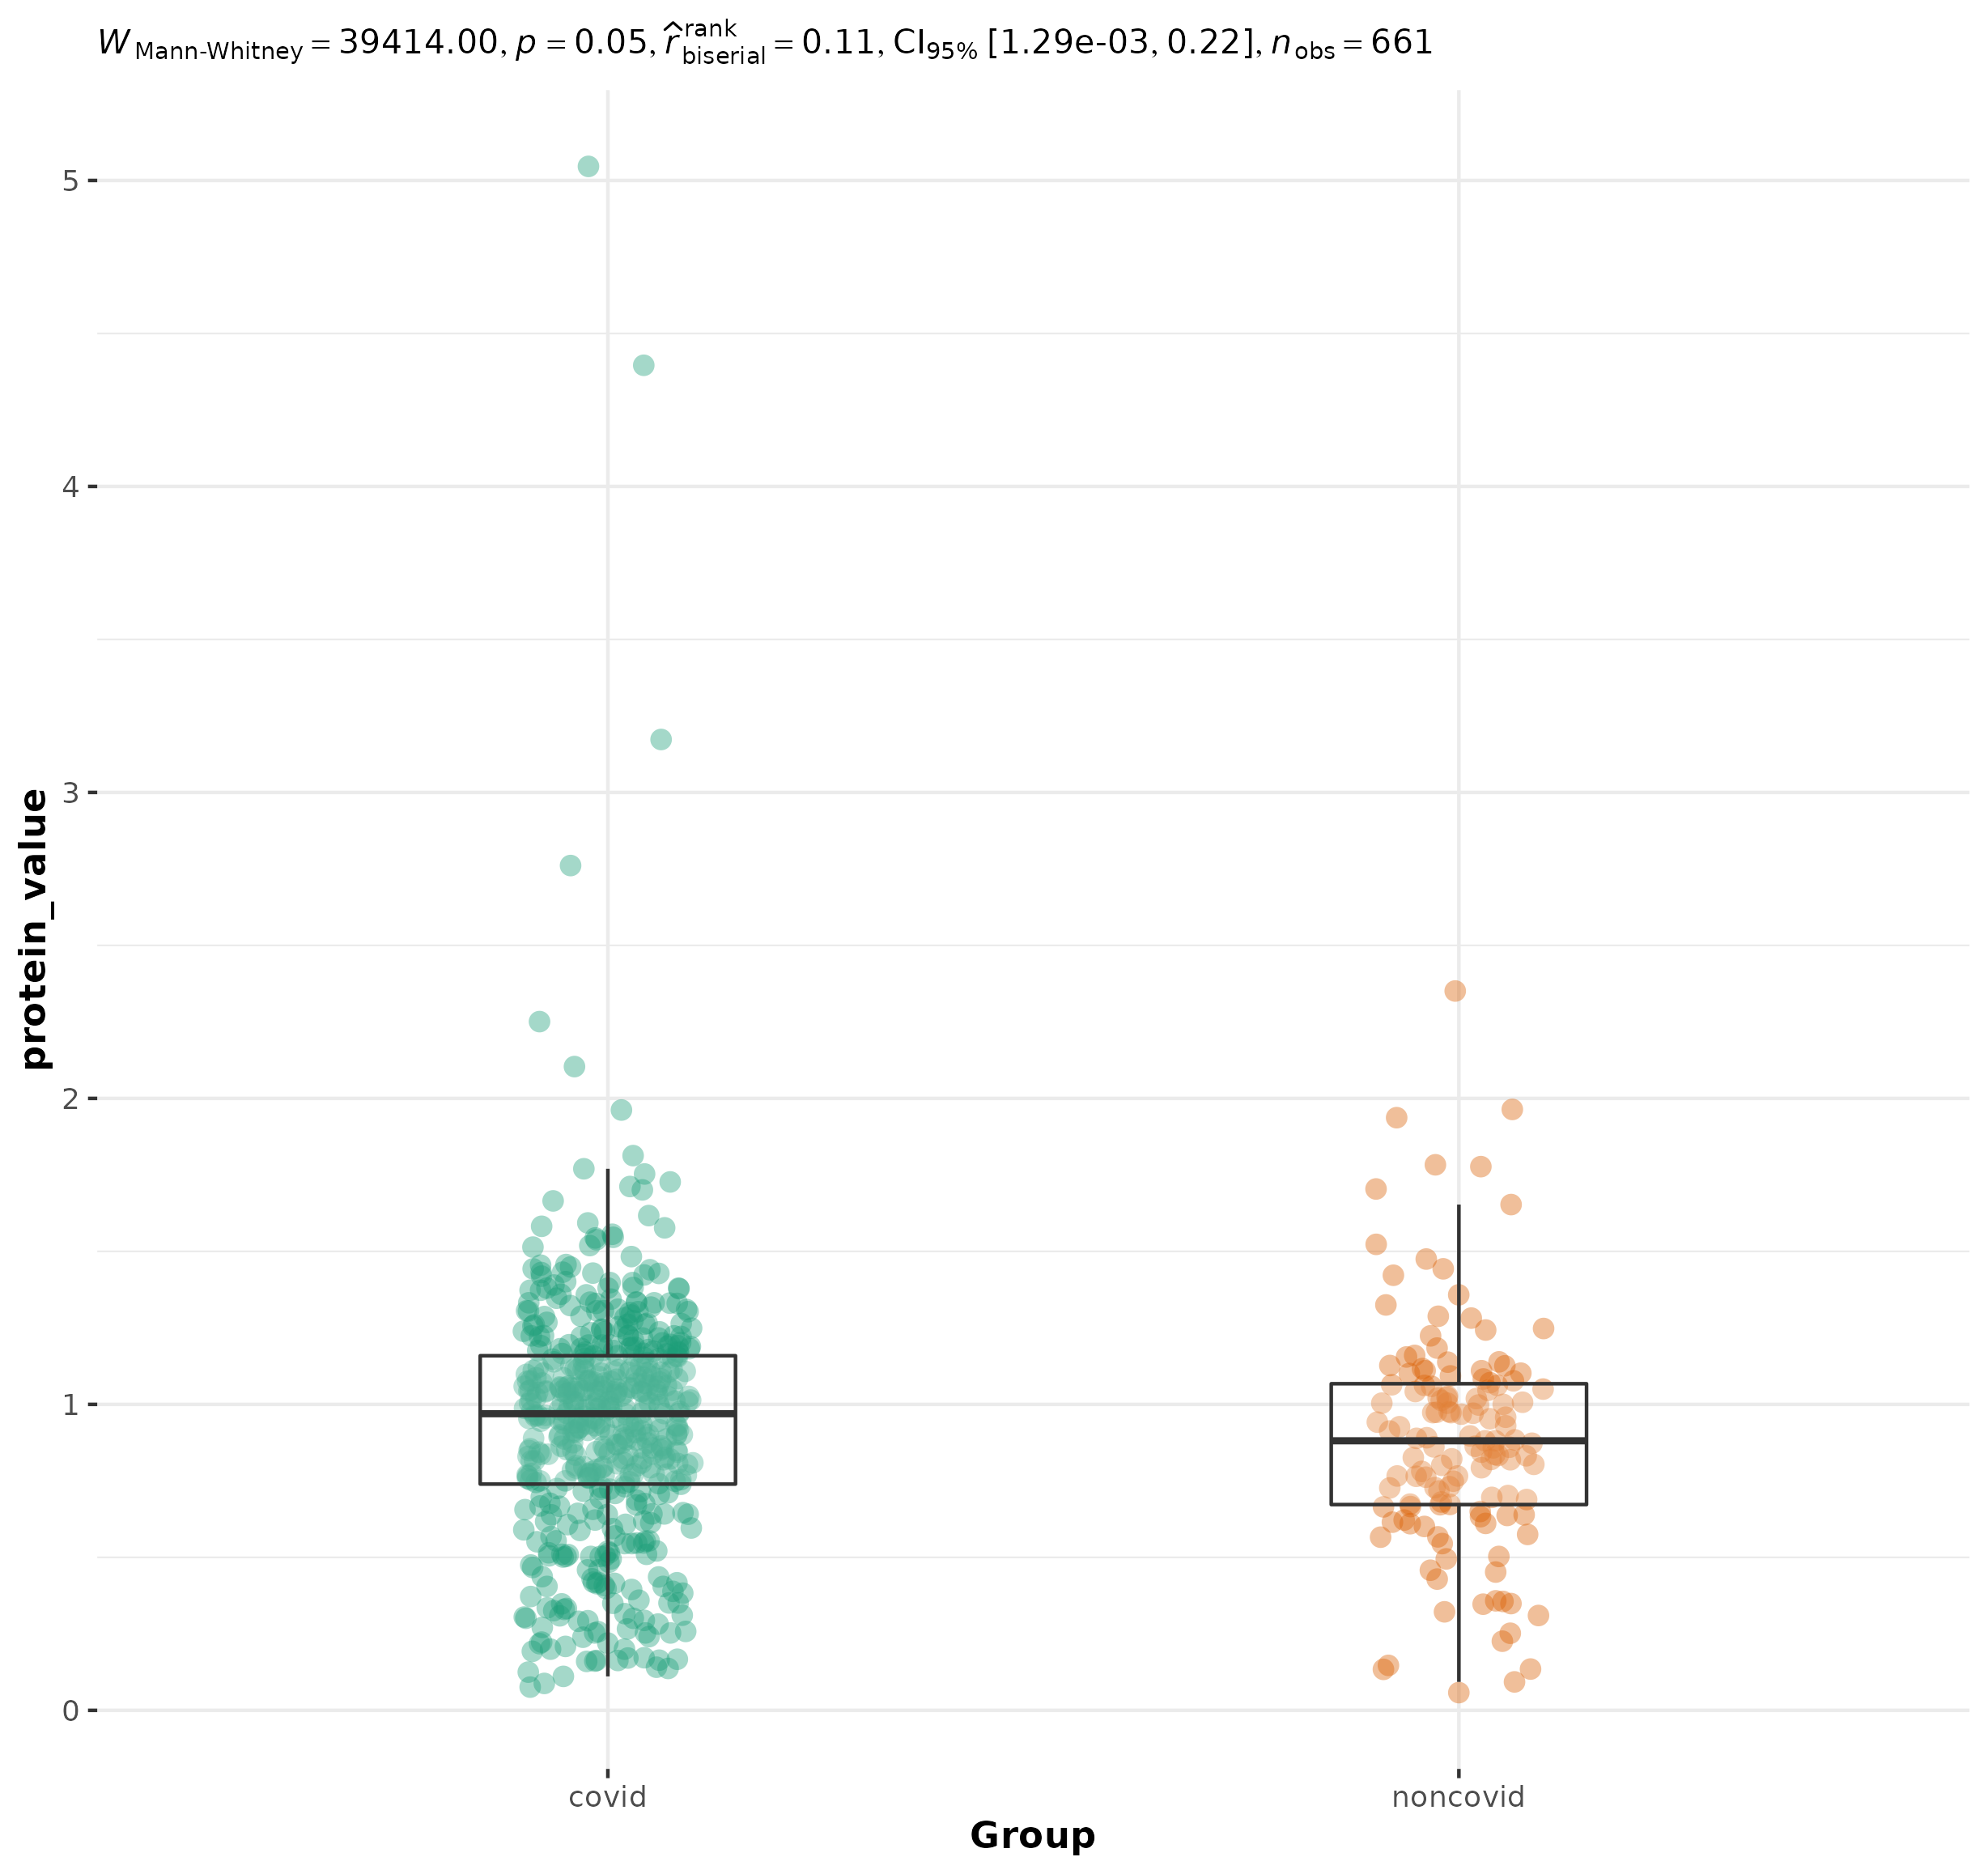 W Mann-Whitney = 39414.00, p = 0.05, r̂ rank biserial = 0.11, CI95% [1.29e-03, 0.22], nobs = 661
5
4
3
2
1
0
protein_value
covid noncovid
Group